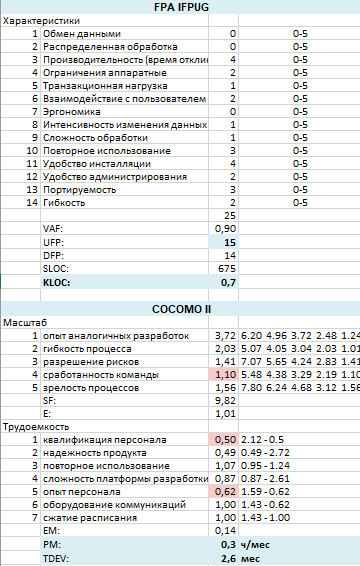 FPA IFPUG
Характеристики
1 Обмен данными 0 0-5
2 Распределенная обработка 0 0-5
3 Производительность (время откли 4 0-5
4 Ограничения аппаратные 2 0-5
5 Транзакционная нагрузка 1 0-5
6 Взаимодействие с пользователем 2 0-5
7 Эргономика 0 0-5
8 Интенсивность изменения данных 1 0-5
9 Сложность обработки 1 0-5
10 Повторное использование 3 0-5
11 Удобство инсталляции 4 0-5
12 Удобство администрирования 2 0-5
13 Портируемость 3 0-5
14 Гибкость 2 0-5
25
VAF: 0,90
UFP: 15
DFP: 14
SLOC: 675
KLOC: 0,7
COCOMO II
Масштаб
1 опыт аналогичных разработок 3,72 6.20 4.96 3.72 2.48 1.24
2 гибкость процесса 2,03 5.07 4.05 3.04 2.03 1.01
3 разрешение рисков 1,41 7.07 5.65 4.24 2.83 1.41
4 сработанность команды 1,10 5.48 4.38 3.29 2.19 1.10
5 зрелость процессов 1,56 7.80 6.24 4.68 3.12 1.56
SF: 9,82
E: 1,01
Трудоемкость
1 квалификация персонала 0,50 2.12 - 0.5
2 надежность продукта 0,49 0.49 - 2.72
3 повторное использование 1,07 0.95 - 1.24
4 сложность платформы разработки 0,87 0.87 - 2.61
5 опыт персонала 0,62 1.59 - 0.62
6 оборудование коммуникаций 1,00 1.43 - 0.62
7 сжатие расписания 1,00 1.43 - 1.00
EM: 0,14
PM: 0,3 ч/мес
TDEV: 2,6 мес